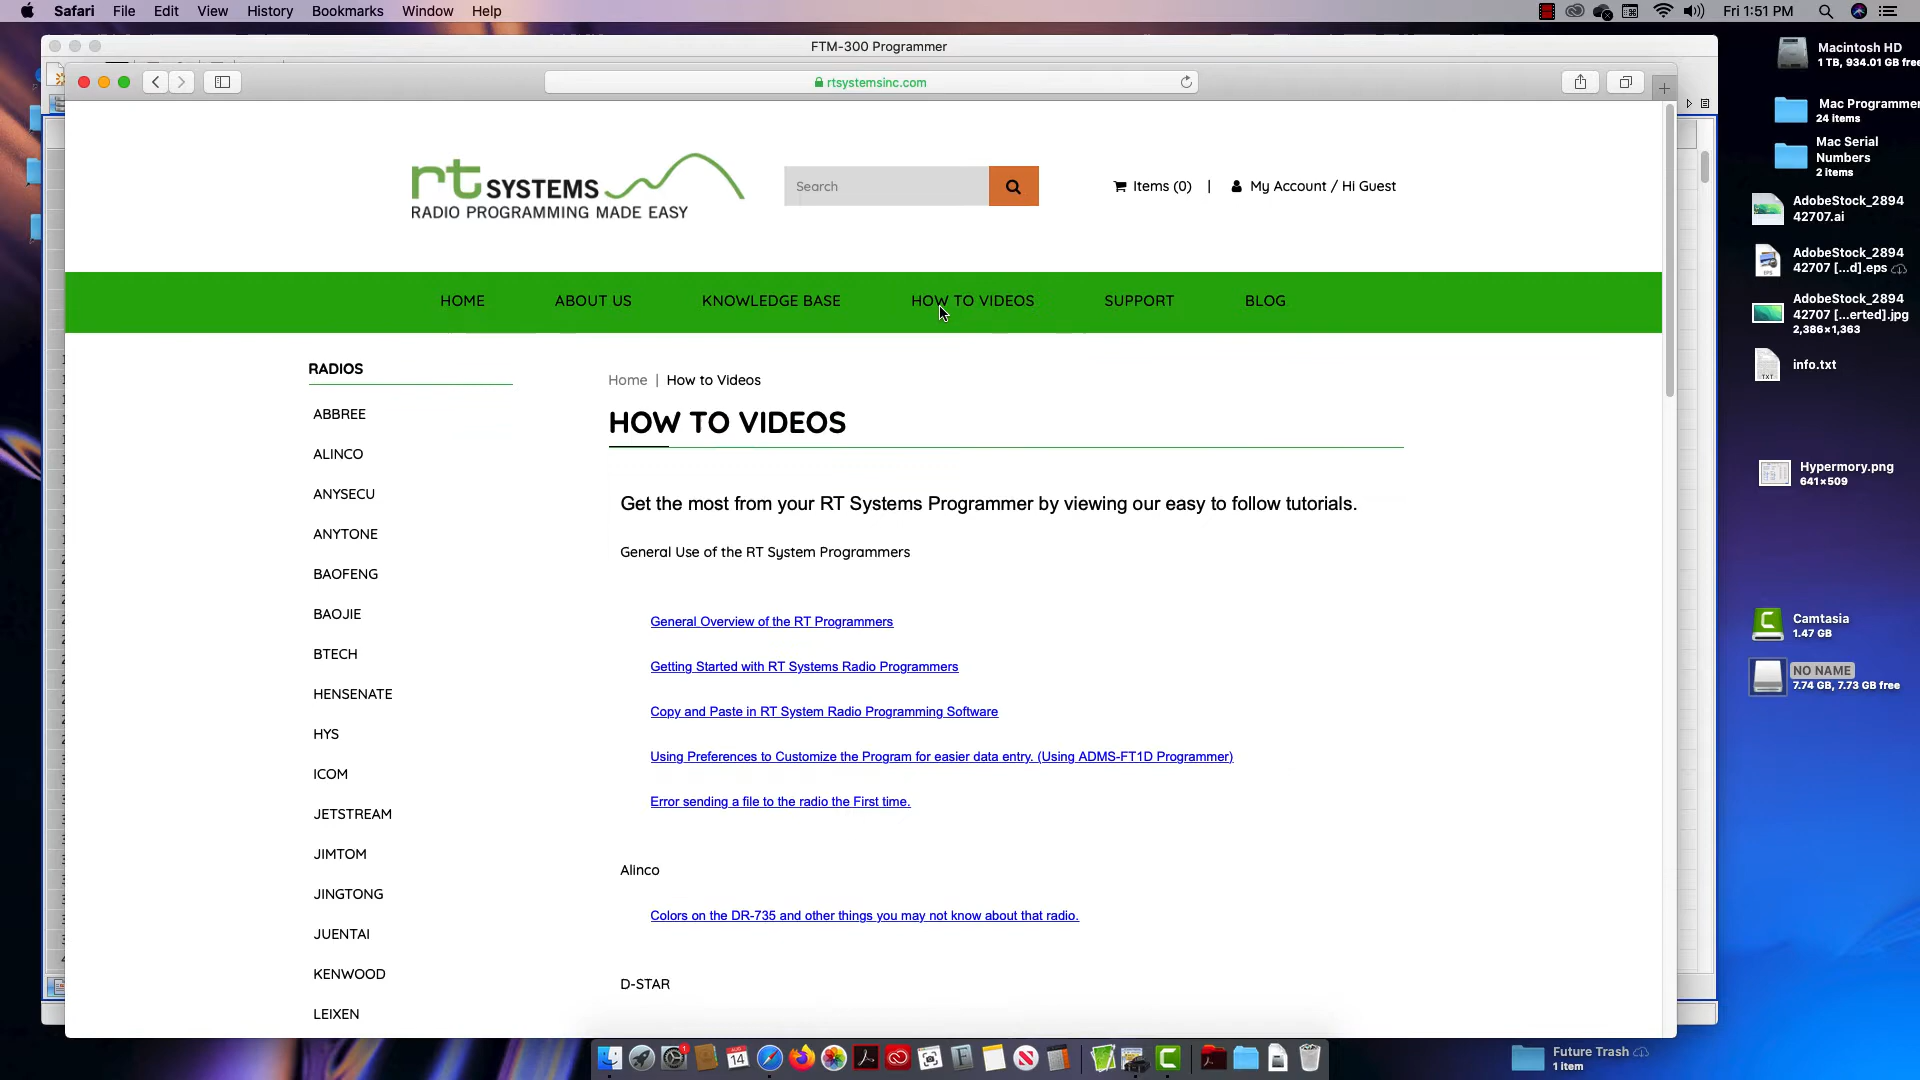 Safari File Edit View History Bookmarks Window Help
Fri 1:51 PM
FTM-300 Programmer
rtsystemsinc.com
rt SYSTEMS
RADIO PROGRAMMING MADE EASY
Search
Items (0) | My Account / Hi Guest
HOME ABOUT US KNOWLEDGE BASE HOW TO VIDEOS SUPPORT BLOG
RADIOS
ABBREE
ALINCO
ANYSECU
ANYTONE
BAOFENG
BAOJIE
BTECH
HENSENATE
HYS
ICOM
JETSTREAM
JIMTOM
JINGTONG
JUENTAI
KENWOOD
LEIXEN
Home | How to Videos
HOW TO VIDEOS
Get the most from your RT Systems Programmer by viewing our easy to follow tutorials.
General Use of the RT System Programmers
General Overview of the RT Programmers
Getting Started with RT Systems Radio Programmers
Copy and Paste in RT System Radio Programming Software
Using Preferences to Customize the Program for easier data entry. (Using ADMS-FT1D Programmer)
Error sending a file to the radio the First time.
Alinco
Colors on the DR-735 and other things you may not know about that radio.
D-STAR
Macintosh HD
1 TB, 934.01 GB free
Mac Programmer
24 items
Mac Serial
Numbers
2 items
AdobeStock_2894
42707.ai
AdobeStock_2894
42707 [...d].eps
AdobeStock_2894
42707 [...erted].jpg
2,386×1,363
info.txt
Hypermory.png
641×509
Camtasia
1.47 GB
NO NAME
7.74 GB, 7.73 GB free
Future Trash
1 item